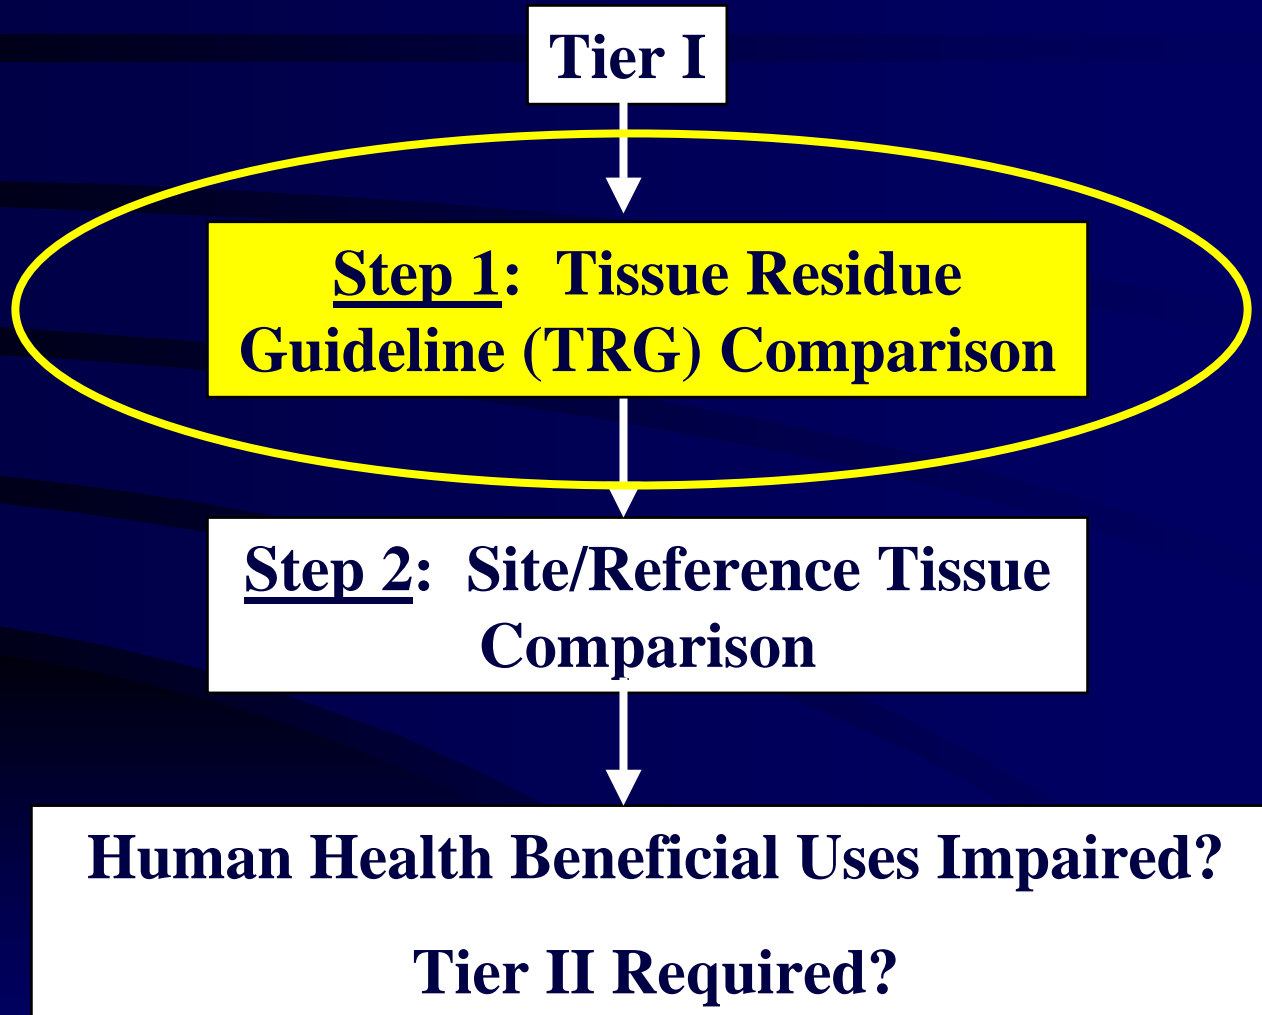 Tier I
Step 1: Tissue Residue
Guideline (TRG) Comparison
Step 2: Site/Reference Tissue
Comparison
Human Health Beneficial Uses Impaired?
Tier II Required?